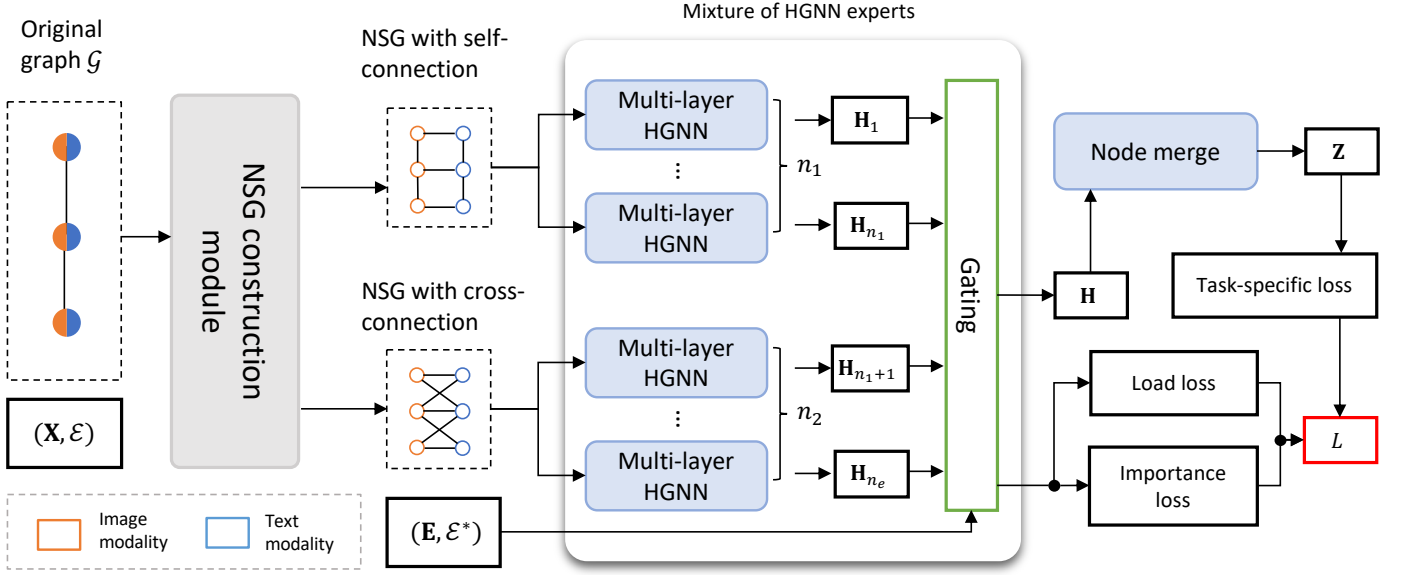 Mixture of HGNN experts
Original
graph 𝒢
NSG construction
module
NSG with self-
connection
NSG with cross-
connection
Multi-layer
HGNN
⋮
Multi-layer
HGNN
n₁
Multi-layer
HGNN
⋮
Multi-layer
HGNN
n₂
𝐇₁
𝐇ₙ₁
𝐇ₙ₁₊₁
𝐇ₙₑ
Gating
𝐇
Node merge
𝐙
Task-specific loss
Load loss
Importance
loss
L
(𝐗, ℰ)
(𝐄, ℰ*)
Image
modality
Text
modality